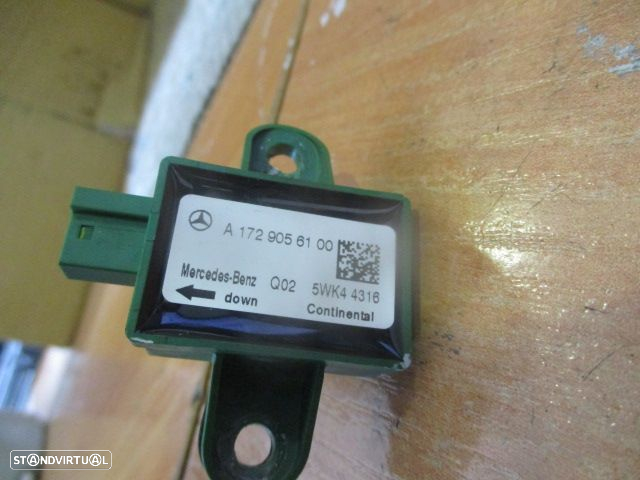 A 172 905 61 00
Mercedes-Benz Q02 5WK4 4316
down Continental
STANDVIRTUAL